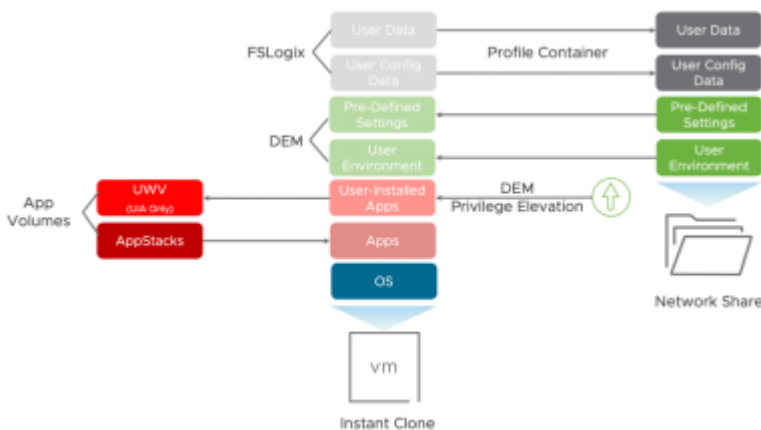 User Data
User Data
FSLogix
Profile Container
User Config
Data
User Config
Data
Pre-Defined
Settings
Pre-Defined
Settings
DEM
User
Environment
User
Environment
UWV
(UIA Only)
User-Installed
Apps
DEM
Privilege Elevation
App
Volumes
AppStacks
Apps
OS
Network Share
vm
Instant Clone